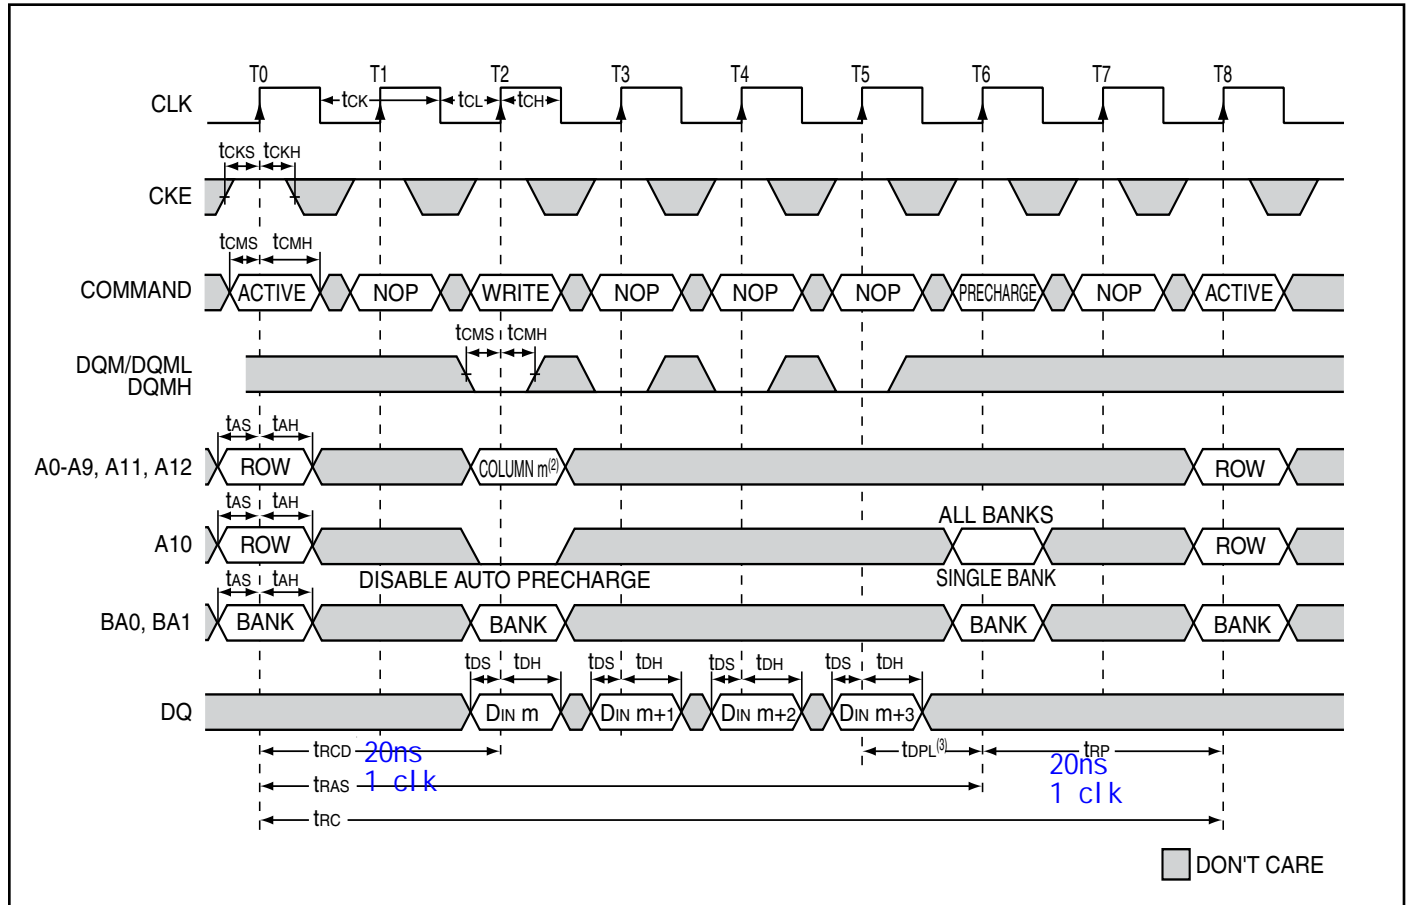 T0 T1 T2 T3 T4 T5 T6 T7 T8
CLK tCK tCL tCH
tCKS tCKH
CKE
tCMS tCMH
COMMAND ACTIVE NOP WRITE NOP NOP NOP PRECHARGE NOP ACTIVE
tCMS tCMH
DQM/DQML
DQMH
tAS tAH
A0-A9, A11, A12 ROW COLUMN m(2) ROW
tAS tAH
ALL BANKS
A10 ROW ROW
DISABLE AUTO PRECHARGE SINGLE BANK
tAS tAH
BA0, BA1 BANK BANK BANK BANK
tDS tDH tDS tDH tDS tDH tDS tDH
DQ DIN m DIN m+1 DIN m+2 DIN m+3
tRCD 20ns tDPL(3) tRP
20ns
tRAS 1 clk
1 clk
tRC
DON'T CARE